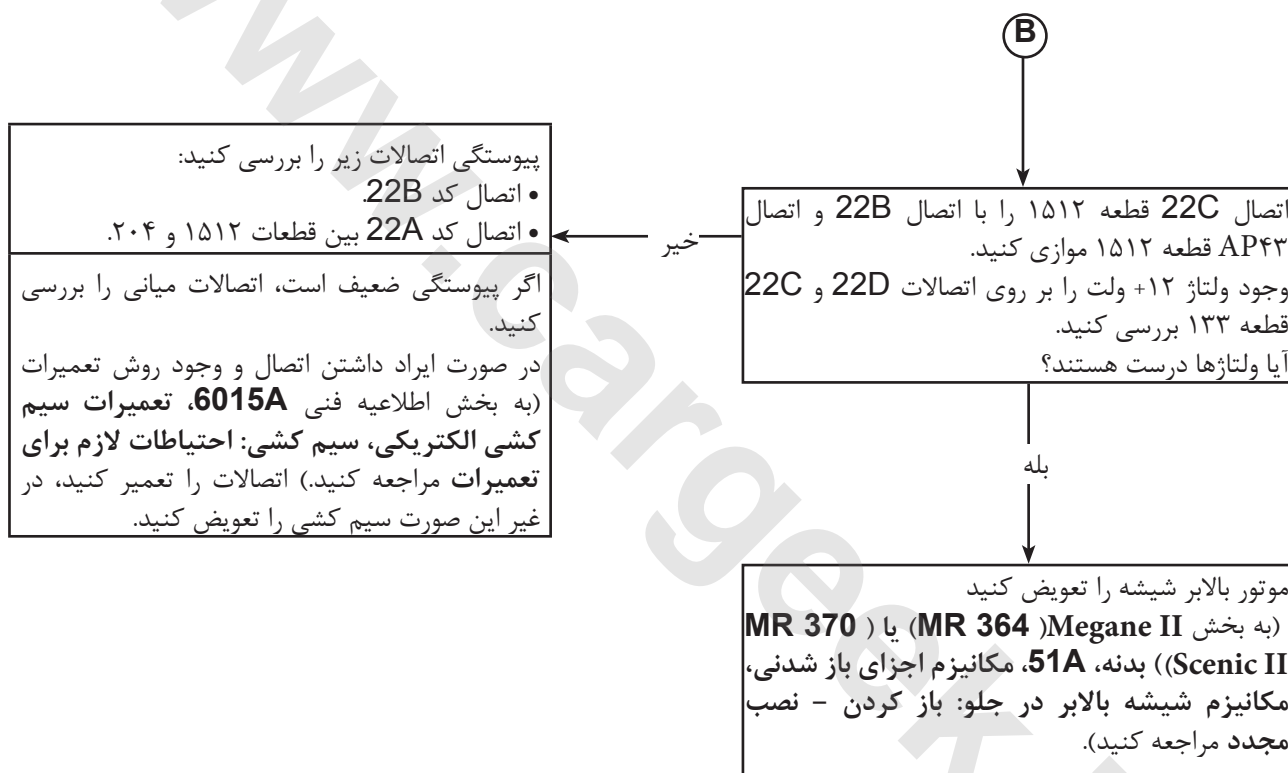 B
اتصال 22C قطعه ۱۵۱۲ را با اتصال 22B و اتصال
AP۴۳ قطعه ۱۵۱۲ موازی کنید.
وجود ولتاژ ۱۲+ ولت را بر روی اتصالات 22D و 22C
قطعه ۱۳۳ بررسی کنید.
آیا ولتاژها درست هستند؟
خیر
پیوستگی اتصالات زیر را بررسی کنید:
• اتصال کد 22B.
• اتصال کد 22A بین قطعات ۱۵۱۲ و ۲۰۴.
اگر پیوستگی ضعیف است، اتصالات میانی را بررسی
کنید.
در صورت ایراد داشتن اتصال و وجود روش تعمیرات
(به بخش اطلاعیه فنی 6015A، تعمیرات سیم
کشی الکتریکی، سیم کشی: احتیاطات لازم برای
تعمیرات مراجعه کنید.) اتصالات را تعمیر کنید، در
غیر این صورت سیم کشی را تعویض کنید.
بله
موتور بالابر شیشه را تعویض کنید
(به بخش MR 364 )Megane II) یا ( MR 370
Scenic II)) بدنه، 51A، مکانیزم اجزای باز شدنی،
مکانیزم شیشه بالابر در جلو: باز کردن - نصب
مجدد مراجعه کنید).
www.cargeek